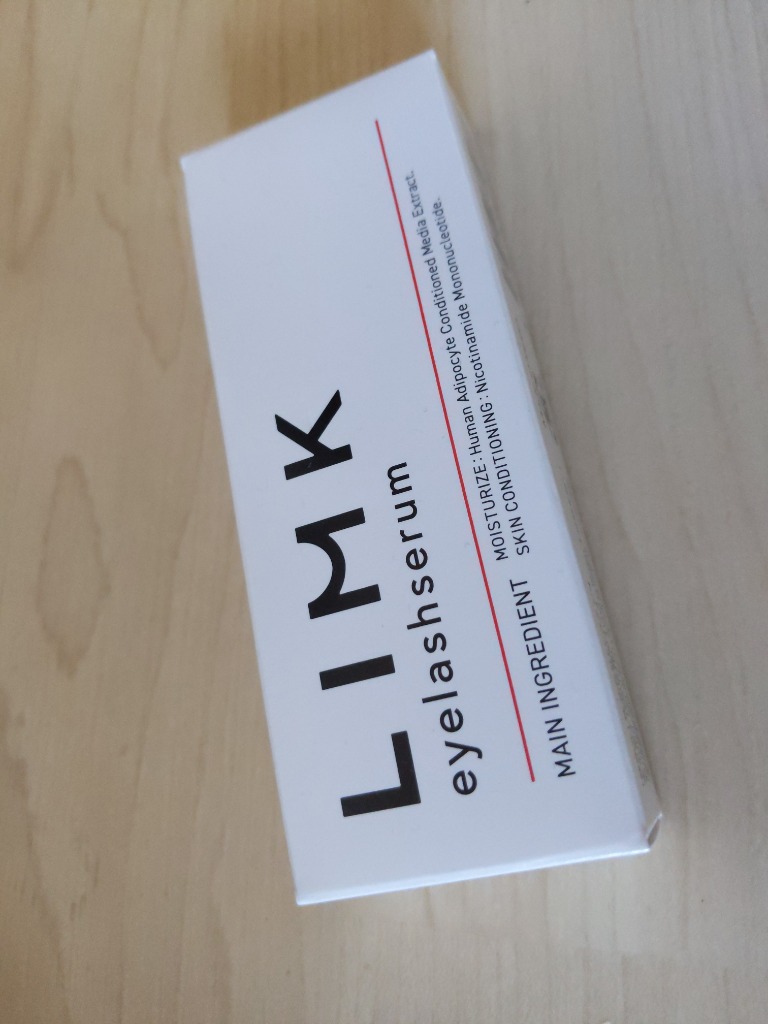 LIMK
eyelashserum
MAIN INGREDIENT
MOISTURIZE : Human Adipocyte Conditioned Media Extract.
SKIN CONDITIONING : Nicotinamide Mononucleotide.